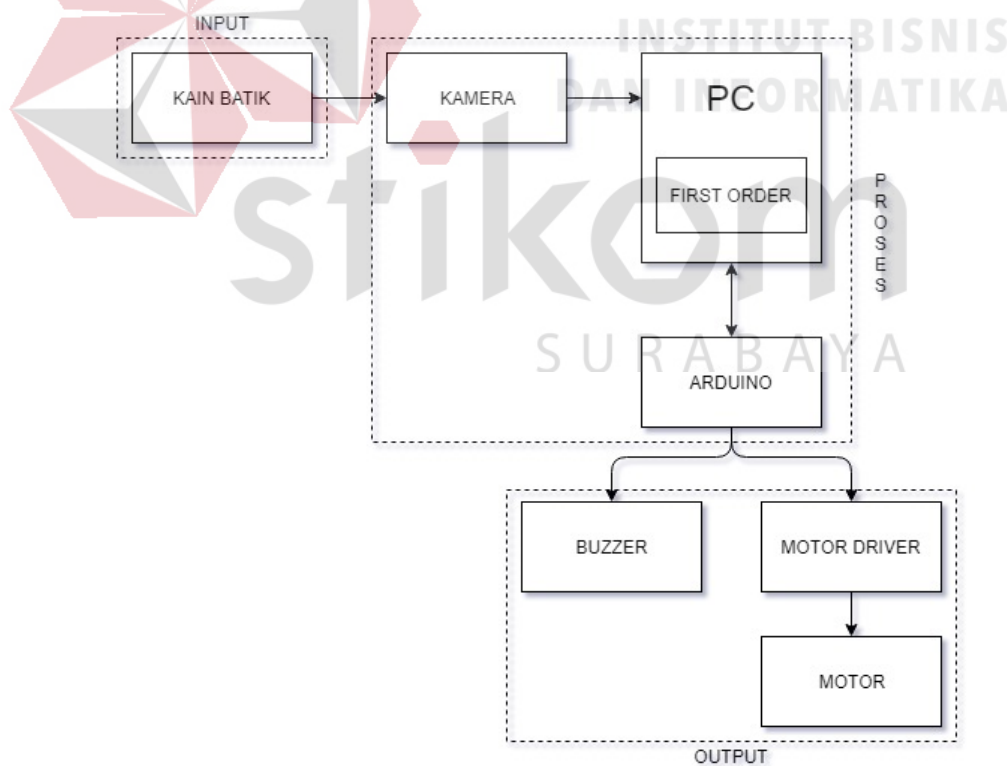 INPUT
KAIN BATIK
KAMERA
PC
FIRST ORDER
PROSES
ARDUINO
BUZZER
MOTOR DRIVER
MOTOR
OUTPUT
INSTITUT BISNIS
DAN INFORMATIKA
stikom
SURABAYA